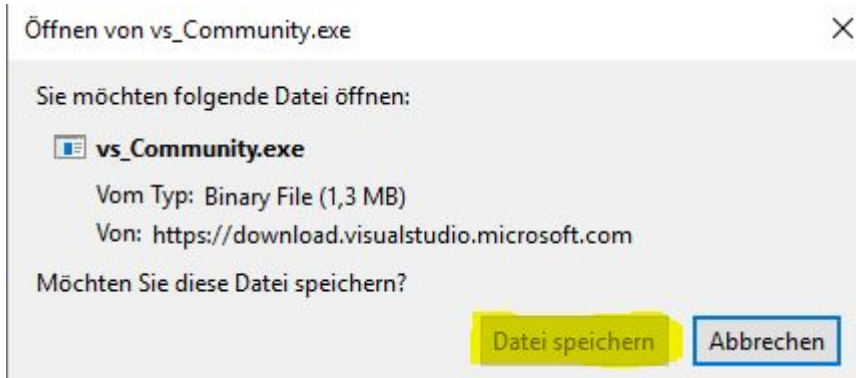 Öffnen von vs_Community.exe
Sie möchten folgende Datei öffnen:
vs_Community.exe
Vom Typ: Binary File (1,3 MB)
Von: https://download.visualstudio.microsoft.com
Möchten Sie diese Datei speichern?
Datei speichern Abbrechen